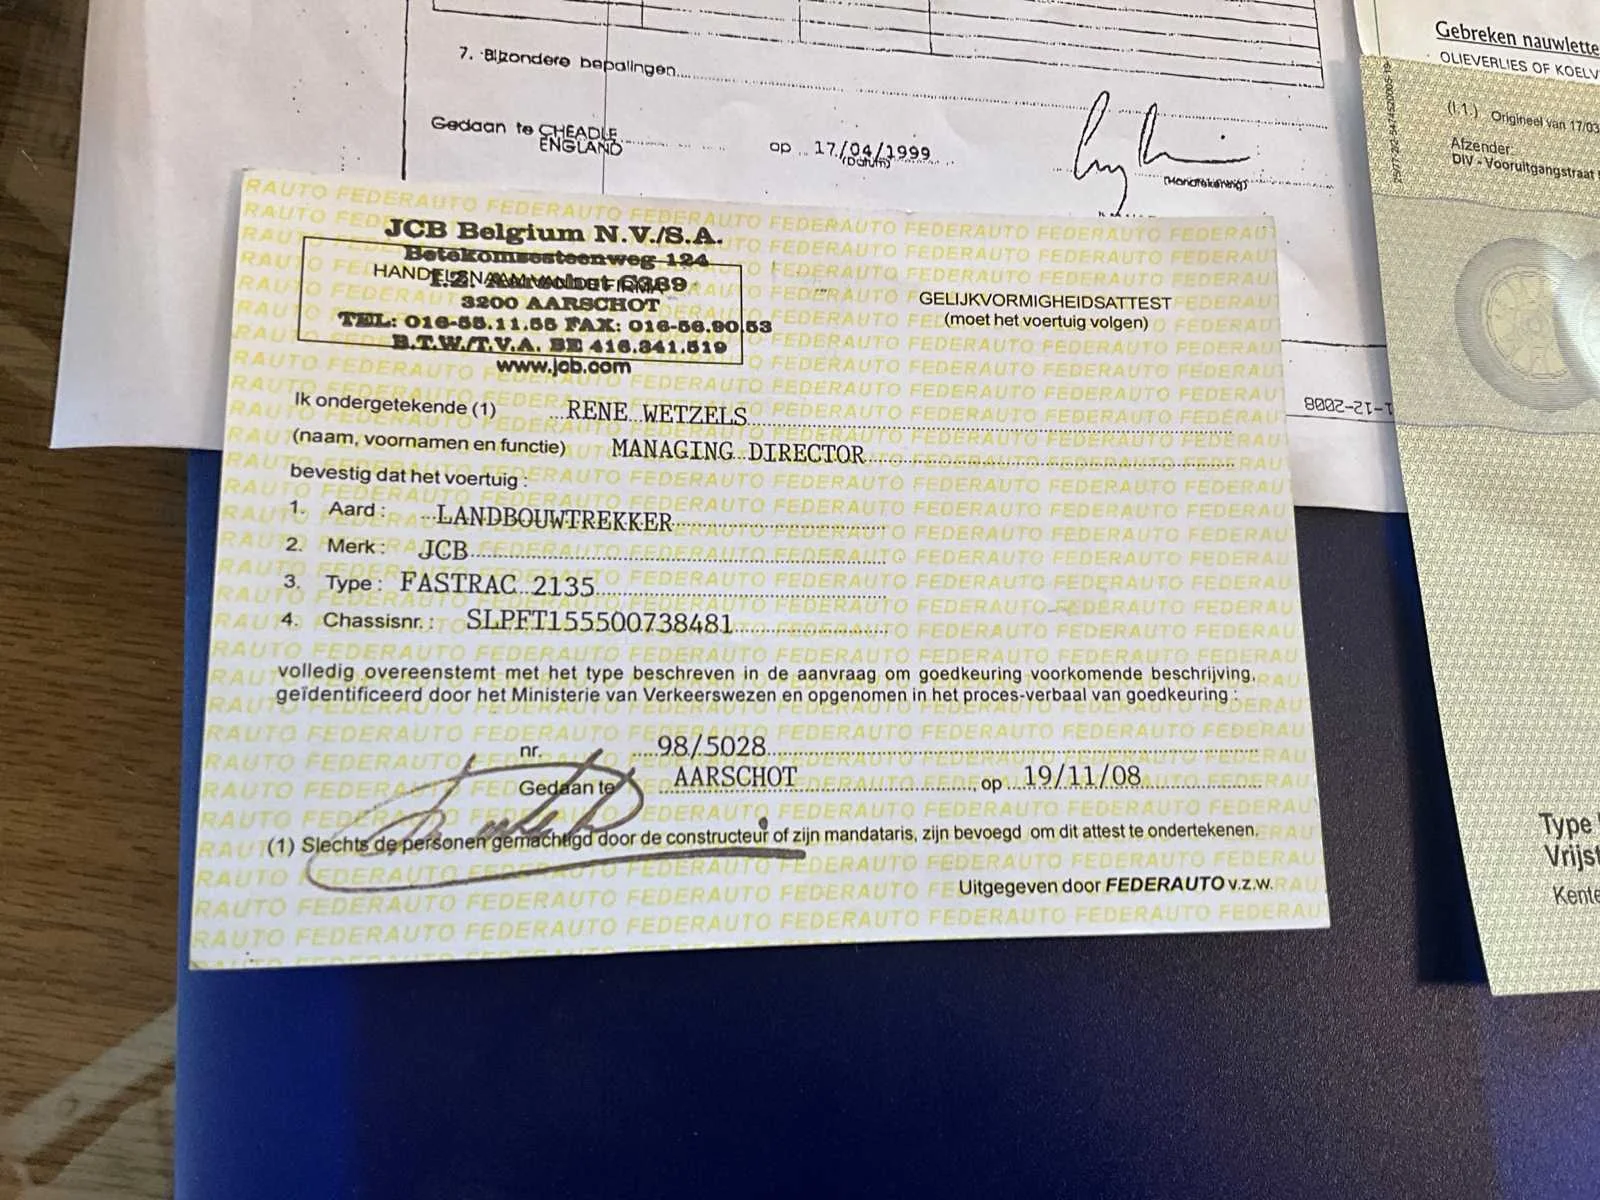 7. Bijzondere bepalingen
Gedaan te CHEADLE
ENGLAND
op 17/04/1999
(Datum)
(Handtekening)
Gebreken nauwlette
OLIEVERLIES OF KOELV
(I.1.) Origineel van 17/03
Afzender:
DIV - Vooruitgangstraat
1-12-2008
Type
Vrijst
Kente
JCB Belgium N.V./S.A.
Betekomsesteenweg 124
3200 AARSCHOT
TEL: 016-55.11.55 FAX: 016-56.90.53
B.T.W./T.V.A. BE 416.341.519
www.jcb.com
GELIJKVORMIGHEIDSATTEST
(moet het voertuig volgen)
Ik ondergetekende (1) RENE WETZELS
(naam, voornamen en functie) MANAGING DIRECTOR
bevestig dat het voertuig :
1. Aard : LANDBOUWTREKKER
2. Merk : JCB
3. Type : FASTRAC 2135
4. Chassisnr. : SLPFT155500738481
volledig overeenstemt met het type beschreven in de aanvraag om goedkeuring voorkomende beschrijving,
geïdentificeerd door het Ministerie van Verkeerswezen en opgenomen in het proces-verbaal van goedkeuring :
nr. 98/5028
Gedaan te AARSCHOT, op 19/11/08
(1) Slechts de personen gemachtigd door de constructeur of zijn mandataris, zijn bevoegd om dit attest te ondertekenen.
Uitgegeven door FEDERAUTO v.z.w.